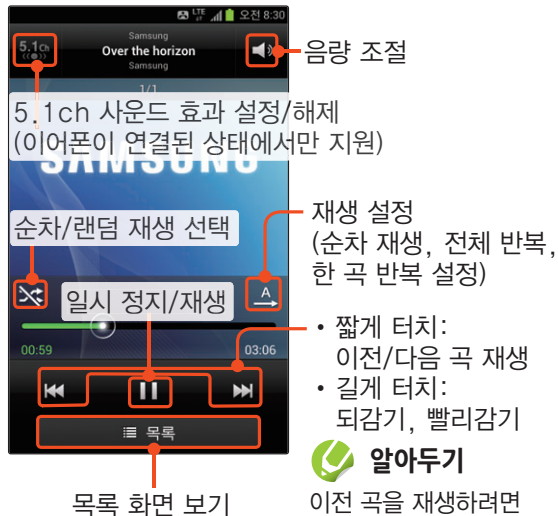 LTE 오전 8:30
Samsung
5.1ch
Over the horizon
Samsung
음량 조절
1/1
5.1ch 사운드 효과 설정/해제
(이어폰이 연결된 상태에서만 지원)
SAMSUNG
재생 설정
(순차 재생, 전체 반복,
한 곡 반복 설정)
순차/랜덤 재생 선택
A
일시 정지/재생
00:59
03:06
• 짧게 터치:
이전/다음 곡 재생
• 길게 터치:
되감기, 빨리감기
목록
알아두기
목록 화면 보기
이전 곡을 재생하려면